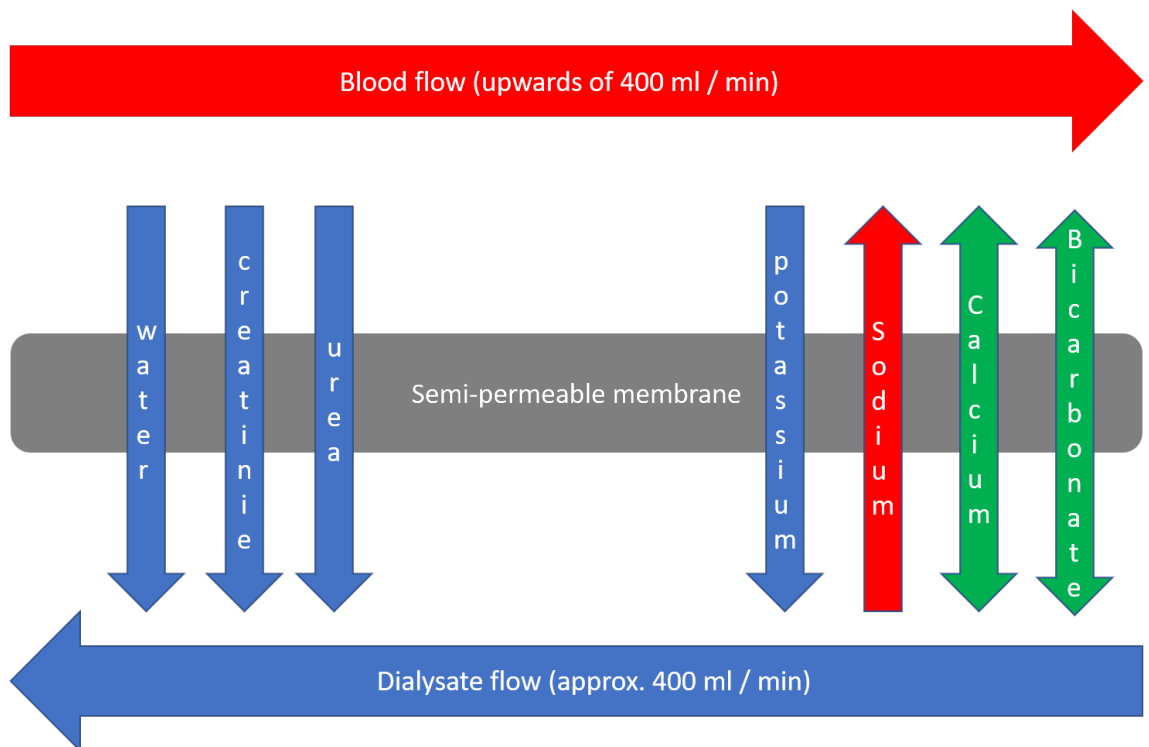 Blood flow (upwards of 400 ml / min)
water
creatinie
urea
Semi-permeable membrane
potassium
Sodium
Calcium
Bicarbonate
Dialysate flow (approx. 400 ml / min)